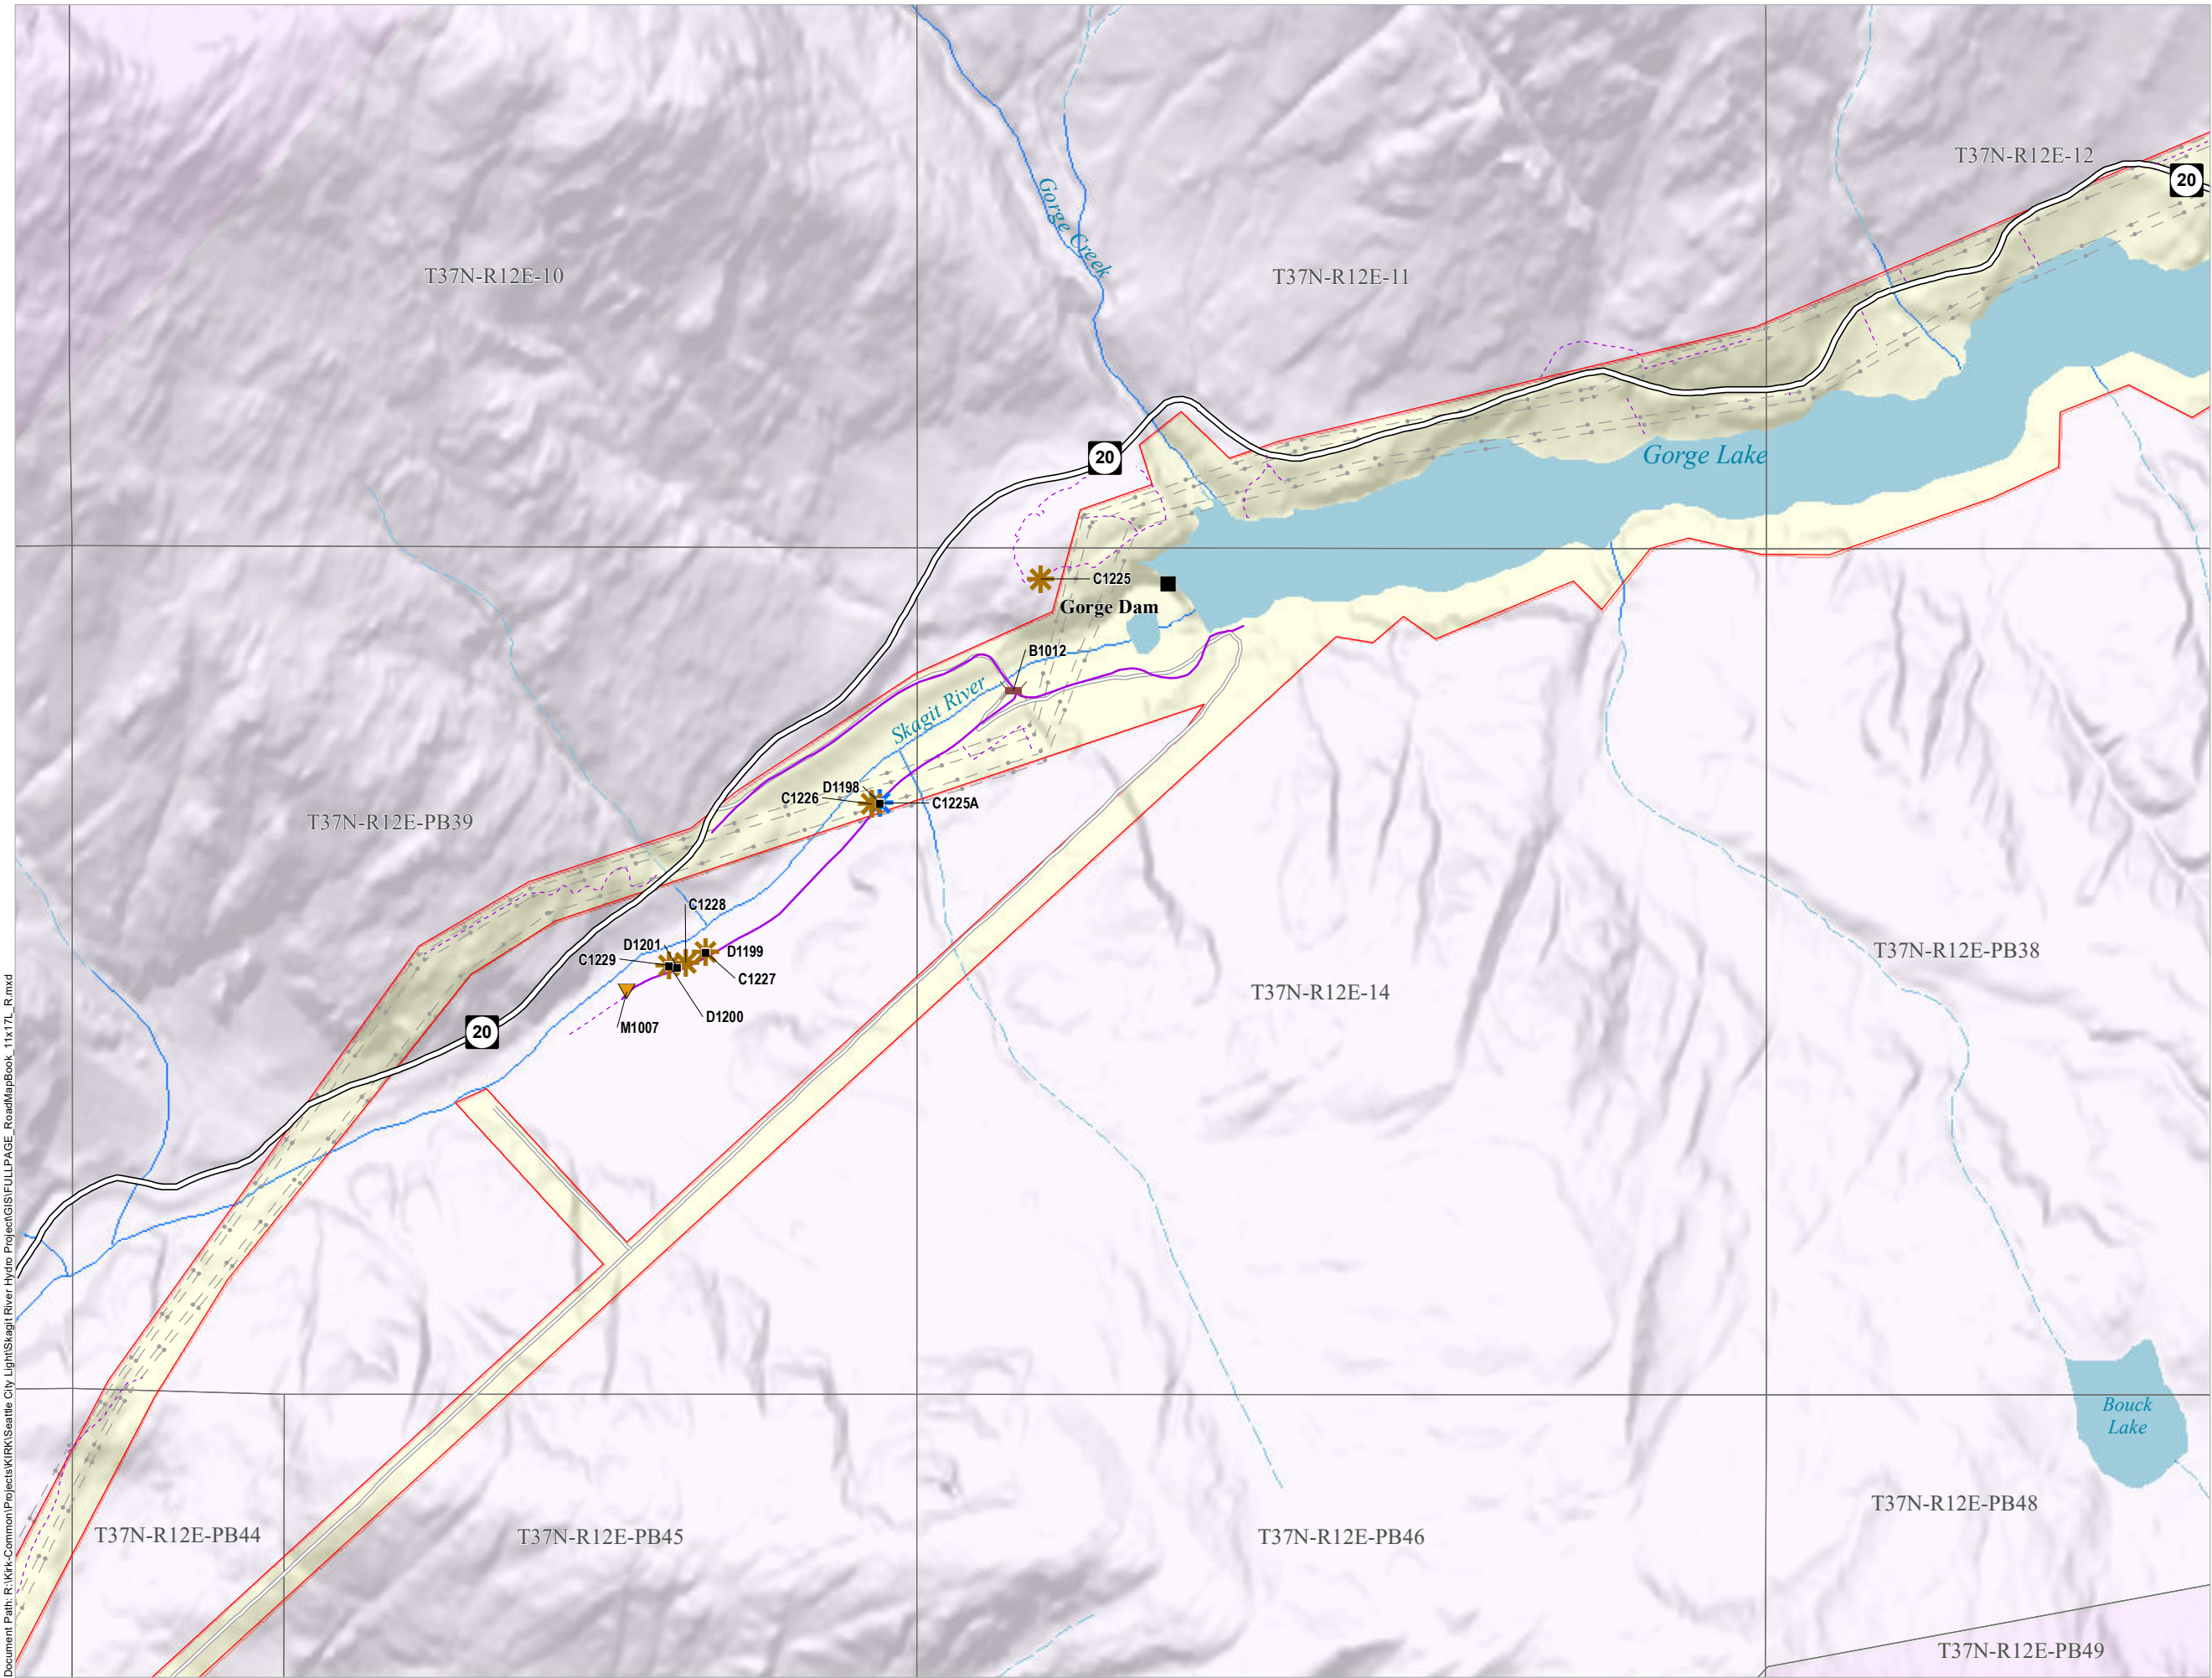 T37N-R12E-12
20
Gorge Creek
T37N-R12E-10
T37N-R12E-11
Gorge Lake
20
C1225
Gorge Dam
B1012
Skagit River
D1198
C1226
C1225A
T37N-R12E-PB39
C1228
D1201
D1199
C1229
C1227
T37N-R12E-PB38
T37N-R12E-14
D1200
M1007
20
Bouck
Lake
T37N-R12E-PB48
T37N-R12E-PB44
T37N-R12E-PB45
T37N-R12E-PB46
T37N-R12E-PB49
Document Path: R:\Kirk-Common\Projects\KIRK\Seattle City Light\Skagit River Hydro Project\GIS\FULLPAGE_RoadMapBook_11x17L_R.mxd